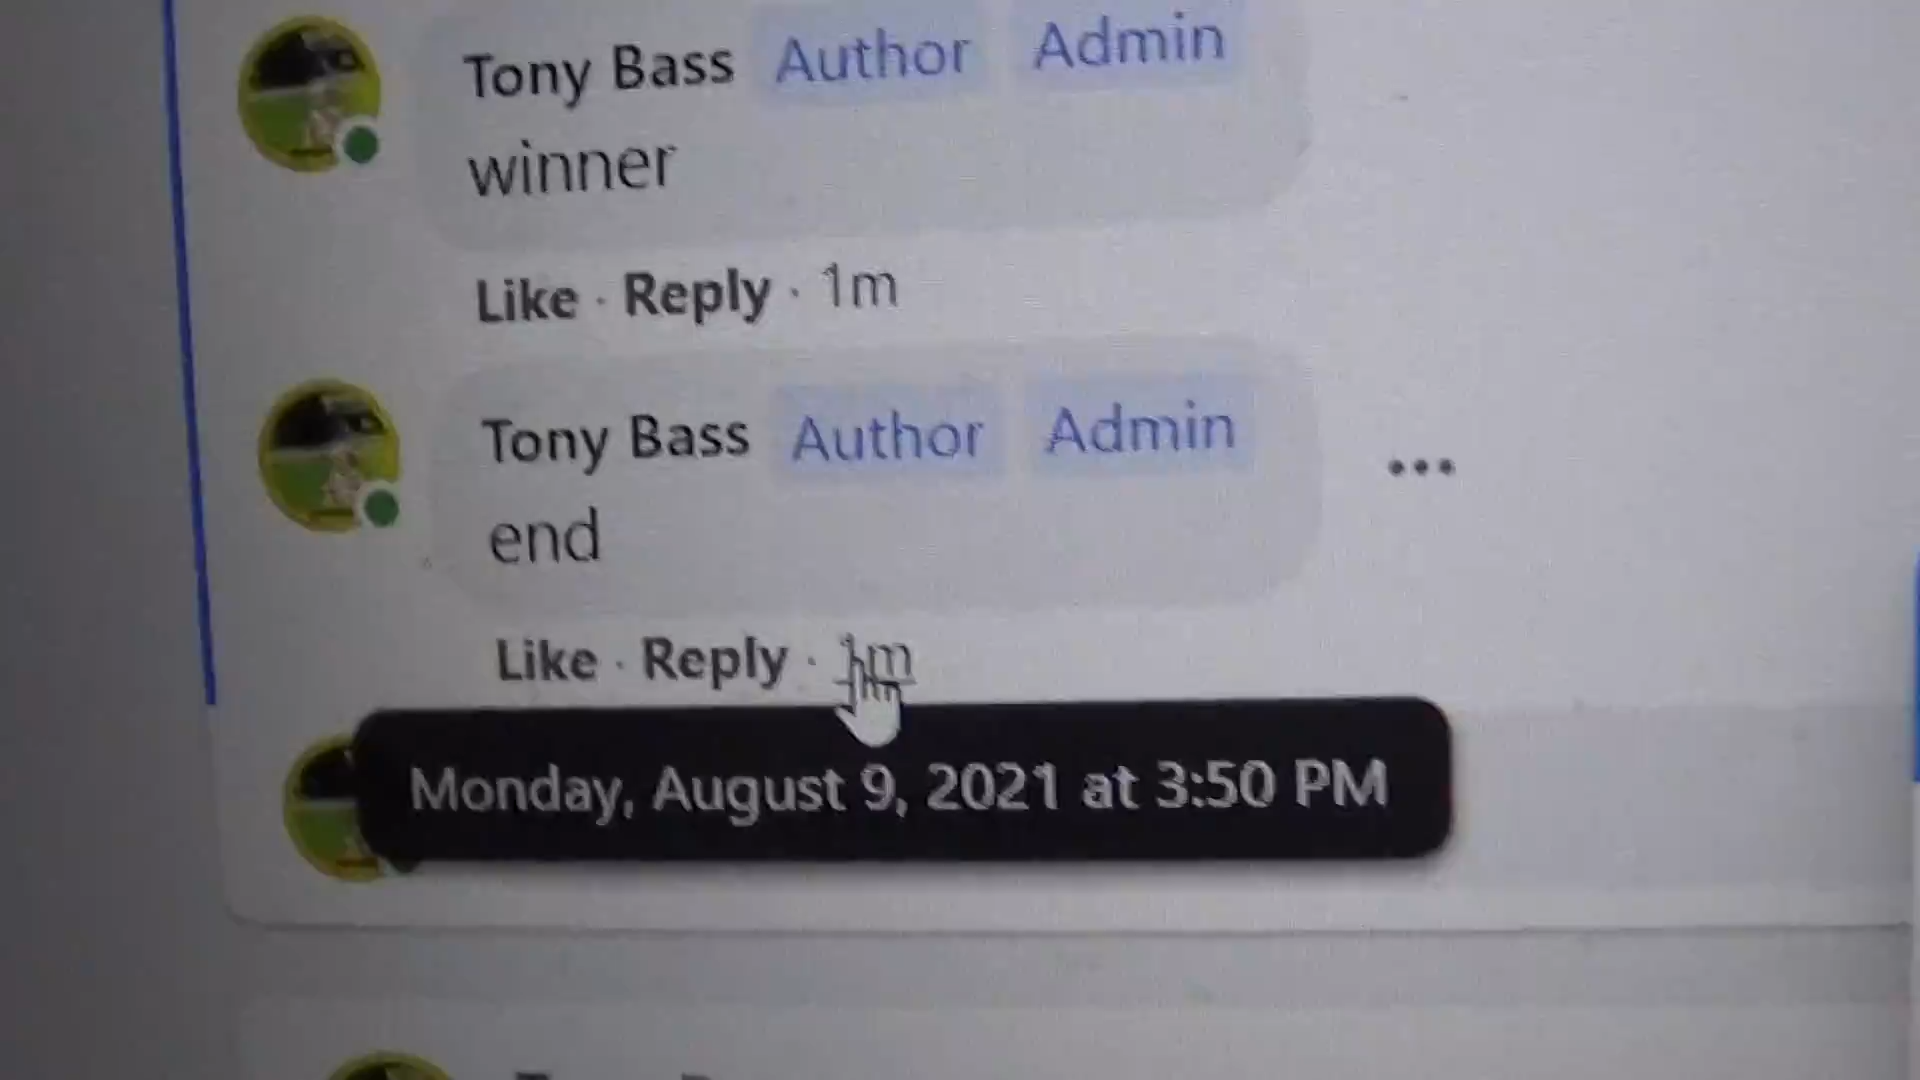 Tony Bass Author Admin
winner
Like · Reply · 1m
Tony Bass Author Admin
end
Like · Reply · 1m
Monday, August 9, 2021 at 3:50 PM